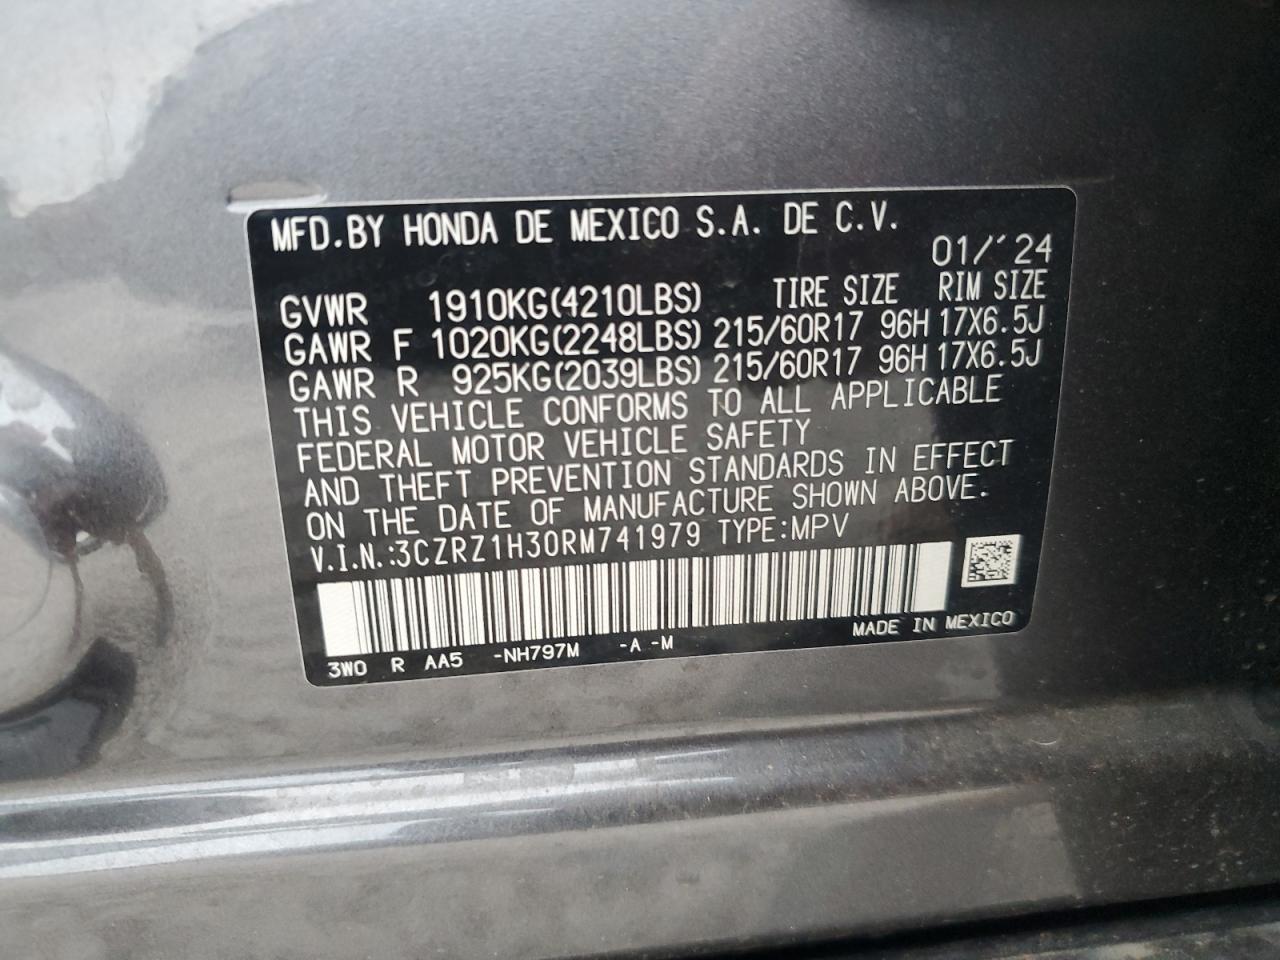 MFD.BY HONDA DE MEXICO S.A. DE C.V.
01/'24
GVWR 1910KG(4210LBS) TIRE SIZE RIM SIZE
GAWR F 1020KG(2248LBS) 215/60R17 96H 17X6.5J
GAWR R 925KG(2039LBS) 215/60R17 96H 17X6.5J
THIS VEHICLE CONFORMS TO ALL APPLICABLE
FEDERAL MOTOR VEHICLE SAFETY
AND THEFT PREVENTION STANDARDS IN EFFECT
ON THE DATE OF MANUFACTURE SHOWN ABOVE.
V.I.N.:3CZRZ1H30RM741979 TYPE:MPV
MADE IN MEXICO
3W0 R AA5 -NH797M -A -M